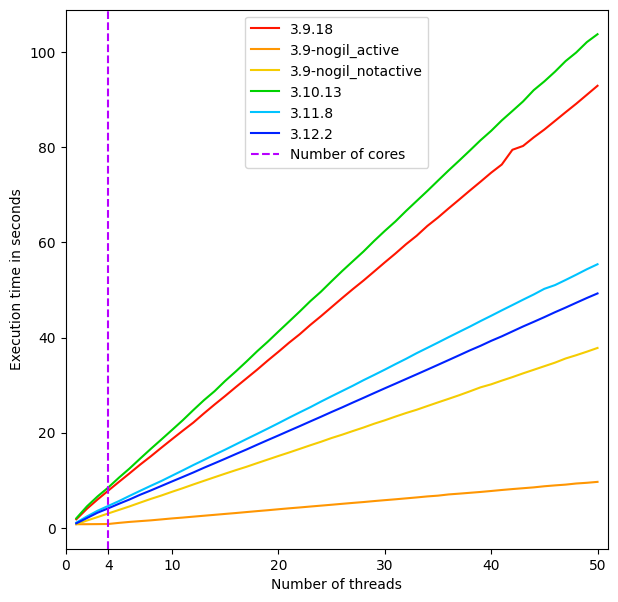 3.9.18
3.9-nogil_active
3.9-nogil_notactive
3.10.13
3.11.8
3.12.2
Number of cores
Execution time in seconds
100
80
60
40
20
0
0 4 10 20 30 40 50
Number of threads